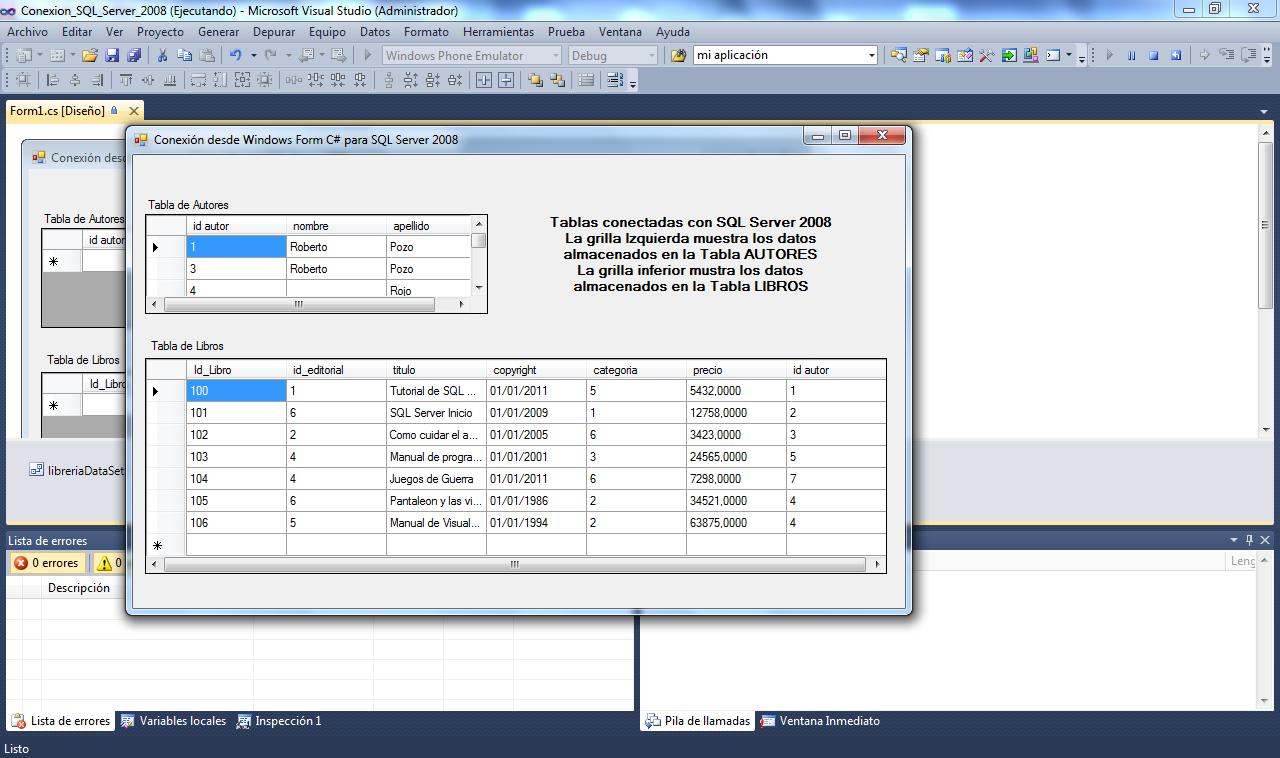 Conexion_SQL_Server_2008 (Ejecutando) - Microsoft Visual Studio (Administrador)
Archivo Editar Ver Proyecto Generar Depurar Equipo Datos Formato Herramientas Prueba Ventana Ayuda
Windows Phone Emulator Debug mi aplicación
Form1.cs [Diseño]
Conexión des
Tabla de Autores
id autor
Tabla de Libros
Id_Libro
libreriaDataSet
Conexión desde Windows Form C# para SQL Server 2008
Tabla de Autores
id autor nombre apellido
1 Roberto Pozo
3 Roberto Pozo
4 Rojo
Tablas conectadas con SQL Server 2008
La grilla Izquierda muestra los datos
almacenados en la Tabla AUTORES
La grilla inferior mustra los datos
almacenados en la Tabla LIBROS
Tabla de Libros
Id_Libro id_editorial titulo copyright categoria precio id autor
100 1 Tutorial de SQL ... 01/01/2011 5 5432,0000 1
101 6 SQL Server Inicio 01/01/2009 1 12758,0000 2
102 2 Como cuidar el a... 01/01/2005 6 3423,0000 3
103 4 Manual de progra... 01/01/2001 3 24565,0000 5
104 4 Juegos de Guerra 01/01/2011 6 7298,0000 7
105 6 Pantaleon y las vi... 01/01/1986 2 34521,0000 4
106 5 Manual de Visual... 01/01/1994 2 63875,0000 4
Lista de errores
0 errores 0
Descripción
Leng
Lista de errores Variables locales Inspección 1
Pila de llamadas Ventana Inmediato
Listo